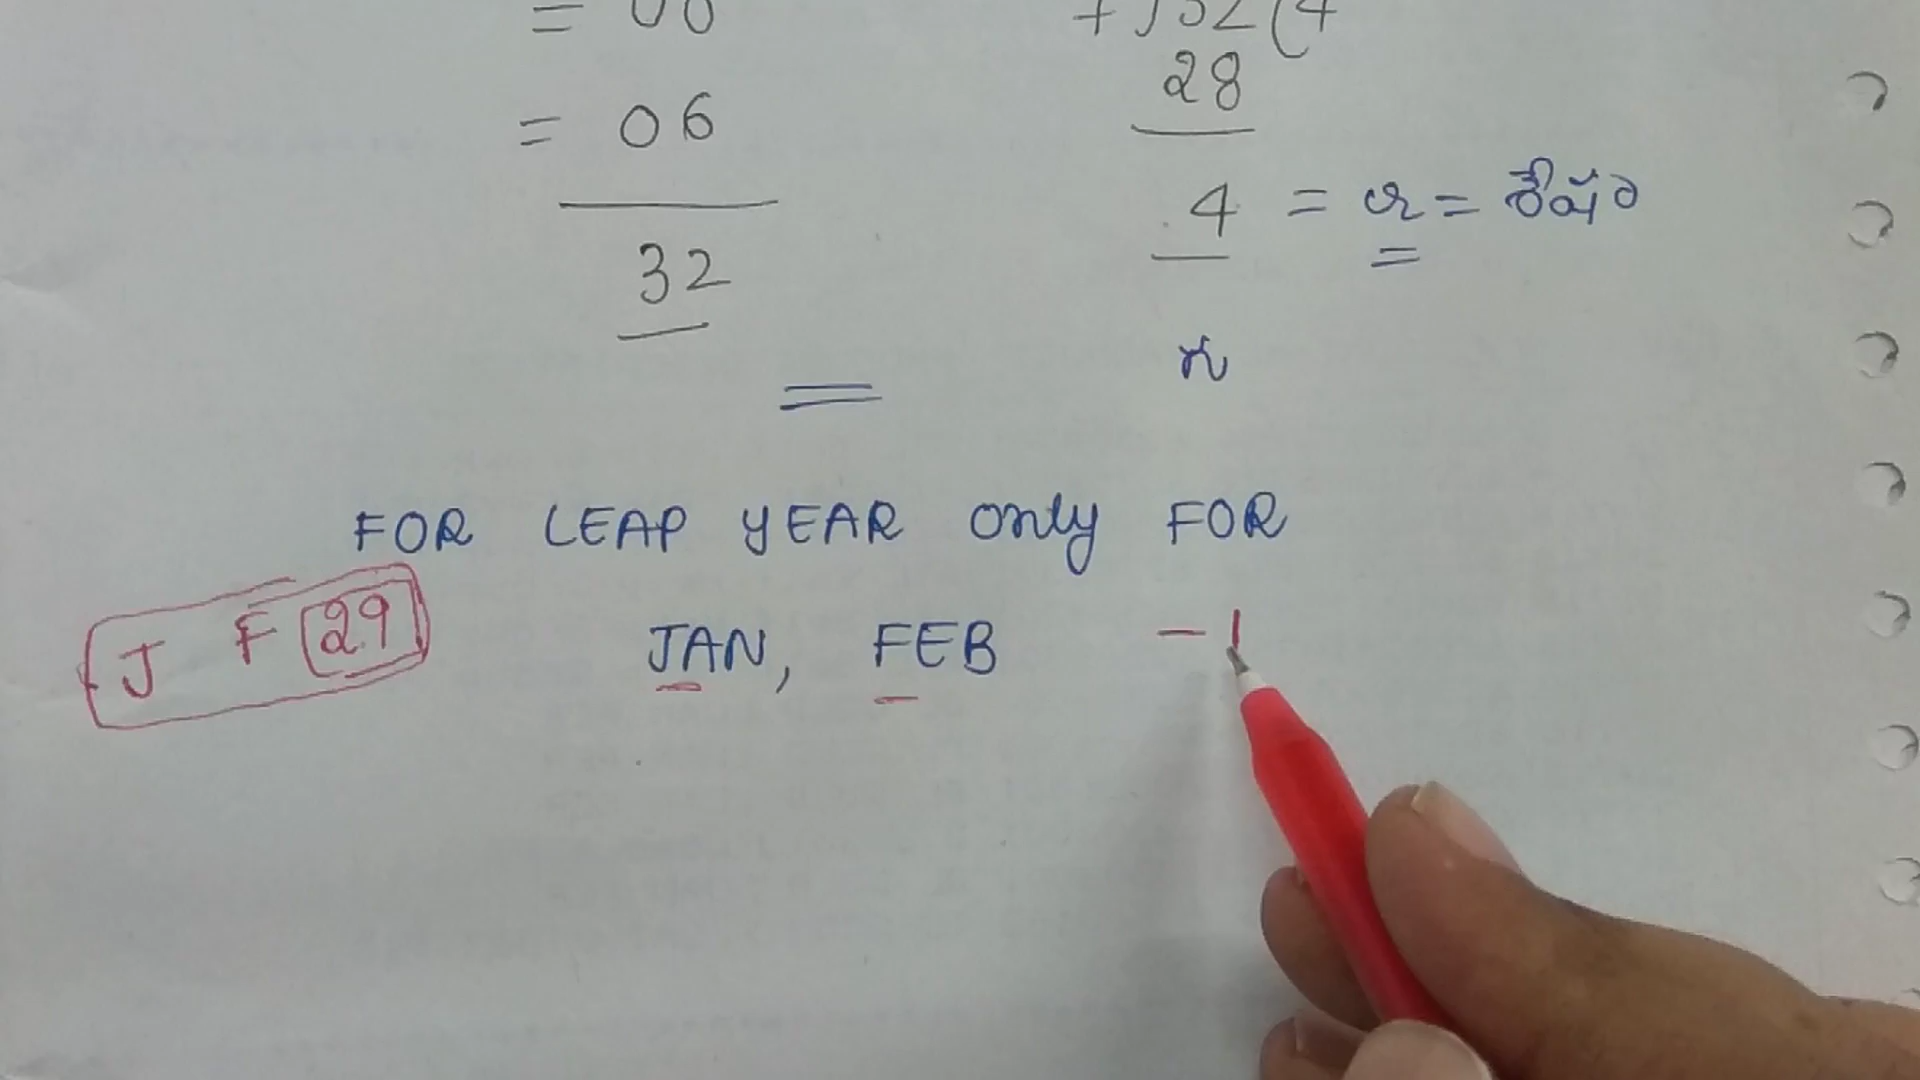 = 06
32
28
4 = r =
r
FOR LEAP YEAR only FOR
J F 29
JAN, FEB -1